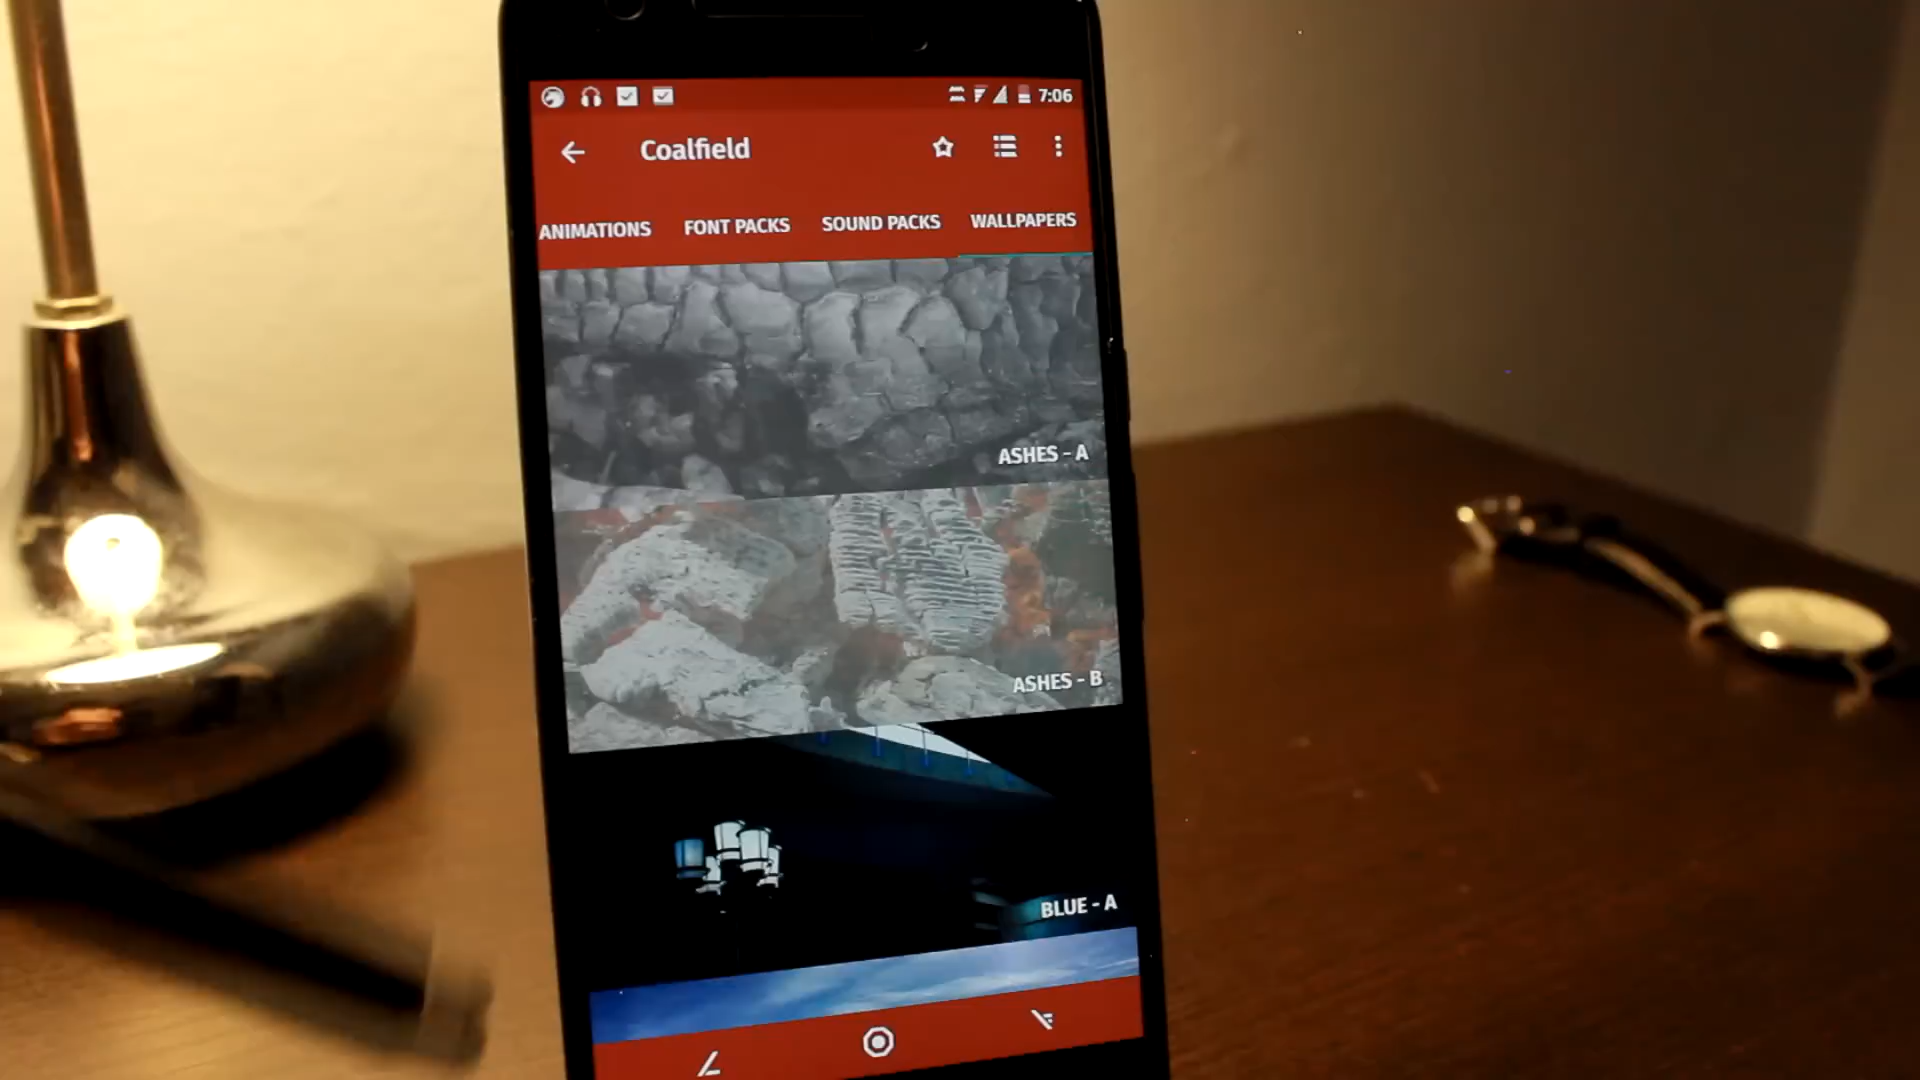 7:06
Coalfield
ANIMATIONS FONT PACKS SOUND PACKS WALLPAPERS
ASHES - A
ASHES - B
BLUE - A